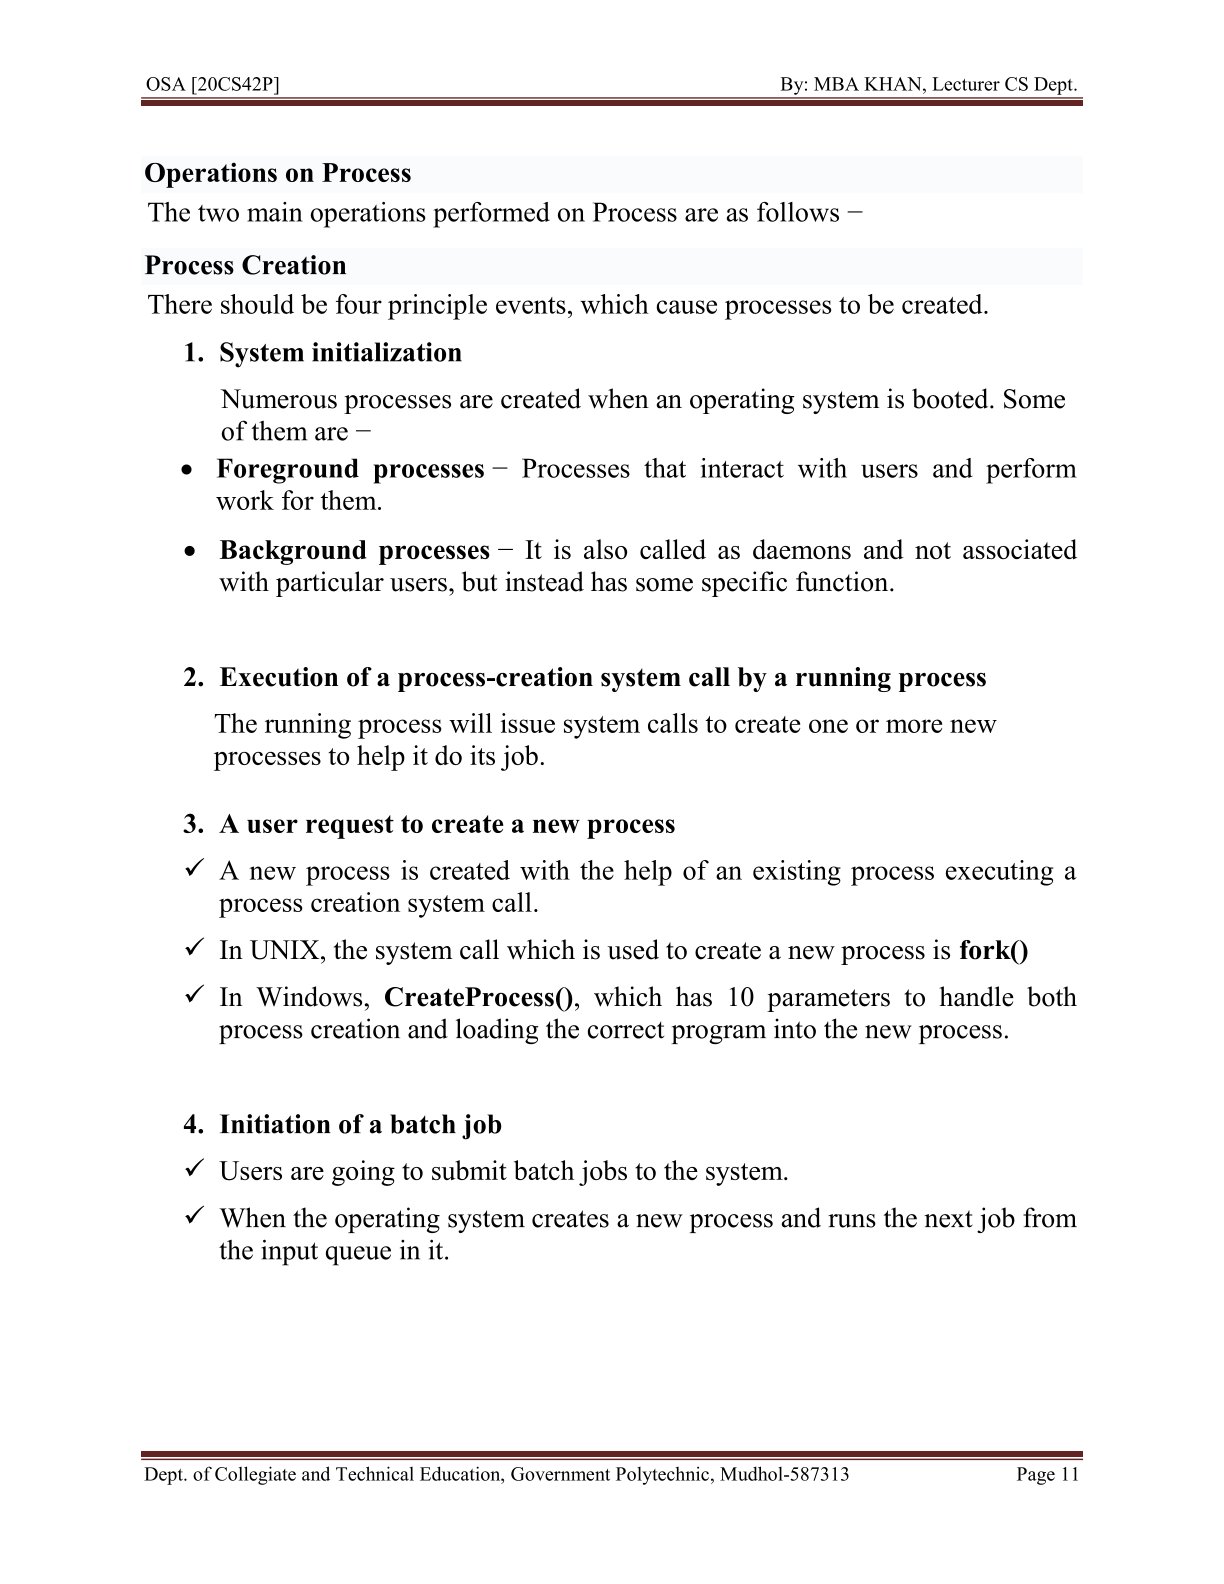 OSA [20CS42P] By: MBA KHAN, Lecturer CS Dept.
Operations on Process
The two main operations performed on Process are as follows −
Process Creation
There should be four principle events, which cause processes to be created.
1. System initialization
Numerous processes are created when an operating system is booted. Some
of them are −
• Foreground processes − Processes that interact with users and perform
work for them.
• Background processes − It is also called as daemons and not associated
with particular users, but instead has some specific function.
2. Execution of a process-creation system call by a running process
The running process will issue system calls to create one or more new
processes to help it do its job.
3. A user request to create a new process
✓ A new process is created with the help of an existing process executing a
process creation system call.
✓ In UNIX, the system call which is used to create a new process is fork()
✓ In Windows, CreateProcess(), which has 10 parameters to handle both
process creation and loading the correct program into the new process.
4. Initiation of a batch job
✓ Users are going to submit batch jobs to the system.
✓ When the operating system creates a new process and runs the next job from
the input queue in it.
Dept. of Collegiate and Technical Education, Government Polytechnic, Mudhol-587313 Page 11